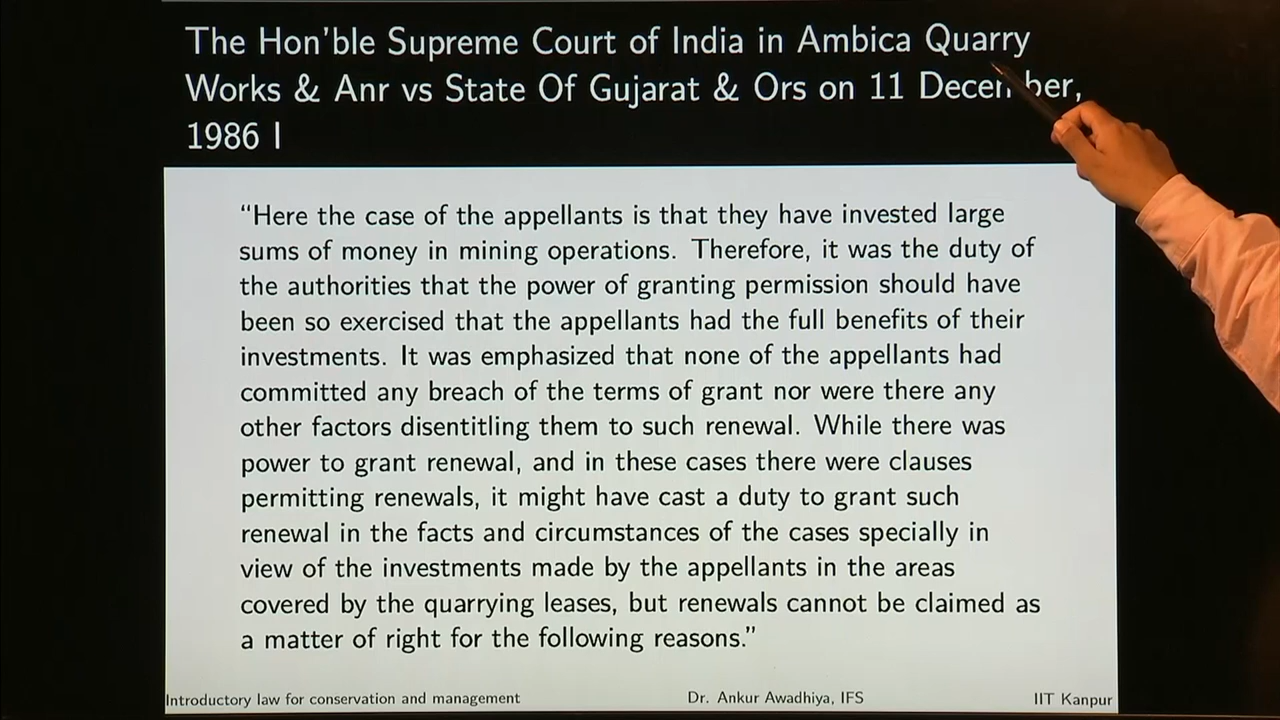 The Hon'ble Supreme Court of India in Ambica Quarry
Works & Anr vs State Of Gujarat & Ors on 11 December,
1986 I
“Here the case of the appellants is that they have invested large
sums of money in mining operations. Therefore, it was the duty of
the authorities that the power of granting permission should have
been so exercised that the appellants had the full benefits of their
investments. It was emphasized that none of the appellants had
committed any breach of the terms of grant nor were there any
other factors disentitling them to such renewal. While there was
power to grant renewal, and in these cases there were clauses
permitting renewals, it might have cast a duty to grant such
renewal in the facts and circumstances of the cases specially in
view of the investments made by the appellants in the areas
covered by the quarrying leases, but renewals cannot be claimed as
a matter of right for the following reasons.”
Introductory law for conservation and management Dr. Ankur Awadhiya, IFS IIT Kanpur